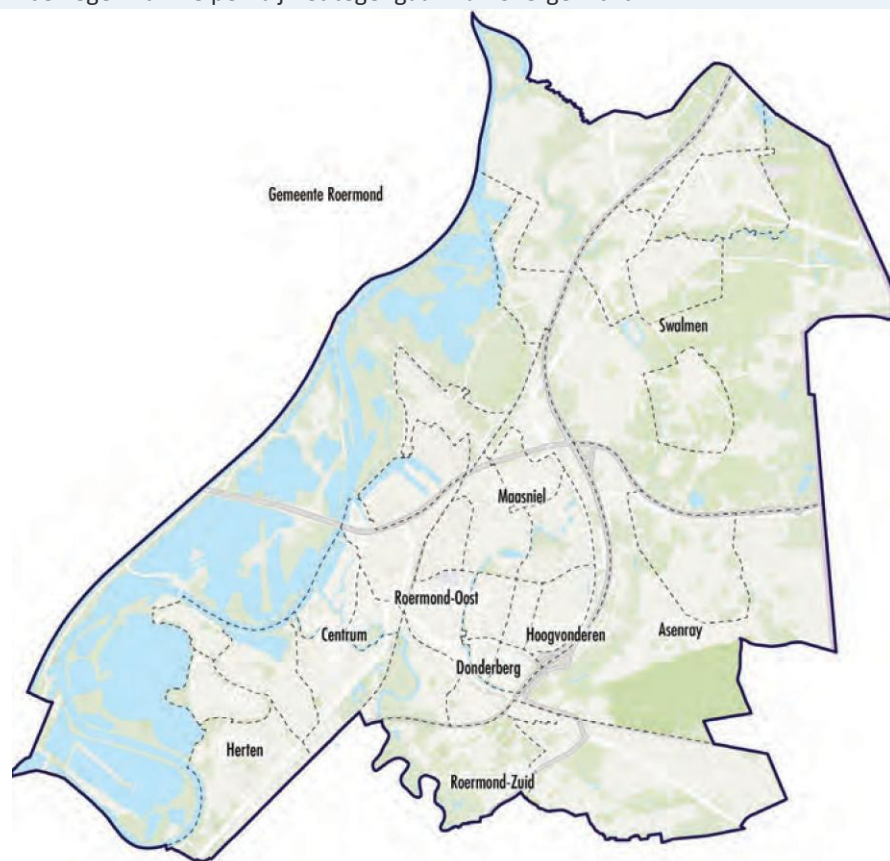 Gemeente Roermond
Swalmen
Maasniel
Roermond-Oost
Centrum
Hoogvonderen
Asenray
Donderberg
Herten
Roermond-Zuid